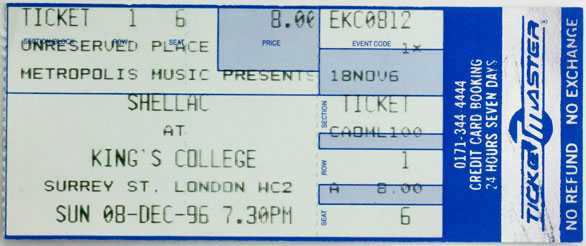 TICKET 1 6 8.00 EKC0812
SECTION/BLOCK ROW SEAT PRICE EVENT CODE
UNRESERVED PLACE 1x
METROPOLIS MUSIC PRESENTS 18NOV6
SHELLAC
AT
KING'S COLLEGE
SURREY ST. LONDON WC2
SUN 08-DEC-96 7.30PM
SECTION TICKET
CAOML100
ROW 1
A 8.00
SEAT 6
0171-344 4444
CREDIT CARD BOOKING
24 HOURS SEVEN DAYS
TICKETMASTER
NO REFUND NO EXCHANGE